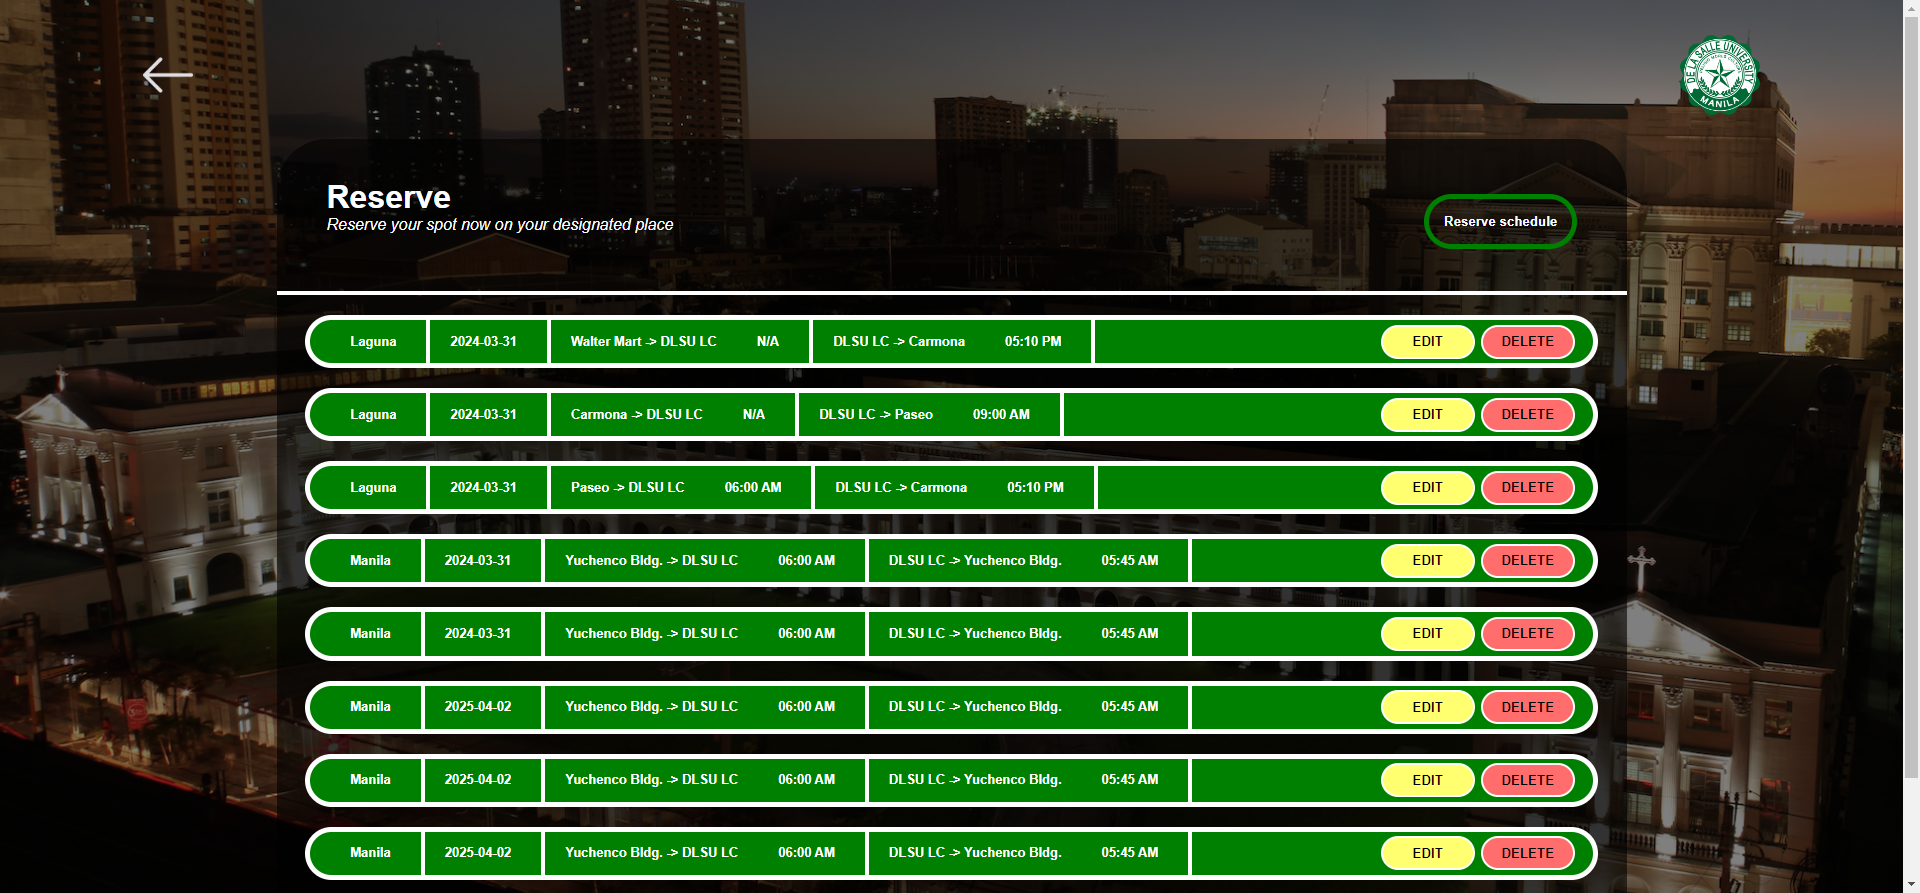 DE LA SALLE UNIVERSITY
MANILA
Reserve
Reserve your spot now on your designated place
Reserve schedule
Laguna 2024-03-31 Walter Mart -> DLSU LC N/A DLSU LC -> Carmona 05:10 PM EDIT DELETE
Laguna 2024-03-31 Carmona -> DLSU LC N/A DLSU LC -> Paseo 09:00 AM EDIT DELETE
Laguna 2024-03-31 Paseo -> DLSU LC 06:00 AM DLSU LC -> Carmona 05:10 PM EDIT DELETE
Manila 2024-03-31 Yuchenco Bldg. -> DLSU LC 06:00 AM DLSU LC -> Yuchenco Bldg. 05:45 AM EDIT DELETE
Manila 2024-03-31 Yuchenco Bldg. -> DLSU LC 06:00 AM DLSU LC -> Yuchenco Bldg. 05:45 AM EDIT DELETE
Manila 2025-04-02 Yuchenco Bldg. -> DLSU LC 06:00 AM DLSU LC -> Yuchenco Bldg. 05:45 AM EDIT DELETE
Manila 2025-04-02 Yuchenco Bldg. -> DLSU LC 06:00 AM DLSU LC -> Yuchenco Bldg. 05:45 AM EDIT DELETE
Manila 2025-04-02 Yuchenco Bldg. -> DLSU LC 06:00 AM DLSU LC -> Yuchenco Bldg. 05:45 AM EDIT DELETE